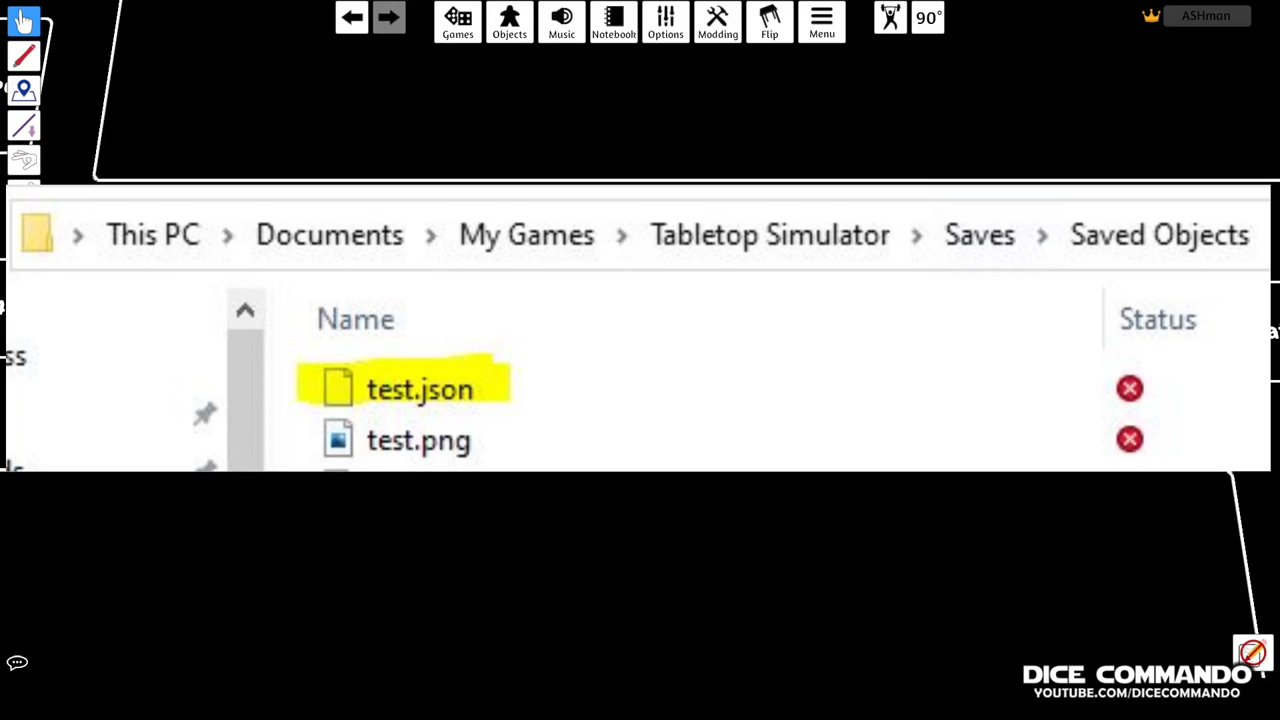 ASHman
90°
Games
Objects
Music
Notebook
Options
Modding
Flip
Menu
This PC > Documents > My Games > Tabletop Simulator > Saves > Saved Objects
Name
Status
ss
test.json
test.png
DICE COMMANDO
YOUTUBE.COM/DICECOMMANDO